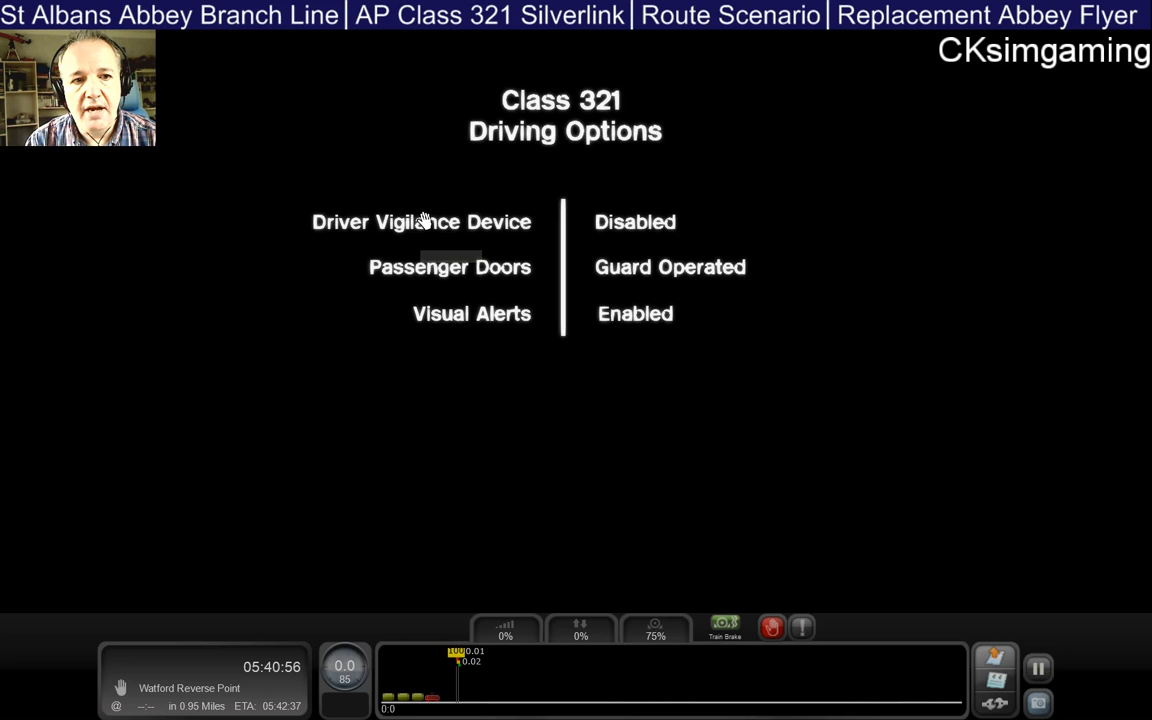 St Albans Abbey Branch Line| AP Class 321 Silverlink| Route Scenario| Replacement Abbey Flyer
CKsimgaming
Class 321
Driving Options
Driver Vigilance Device Disabled
Passenger Doors Guard Operated
Visual Alerts Enabled
0% 0% 75% Train Brake
05:40:56
Watford Reverse Point
@ --:-- in 0.95 Miles ETA: 05:42:37
0.0
85
100 0.01
0.02
0:0